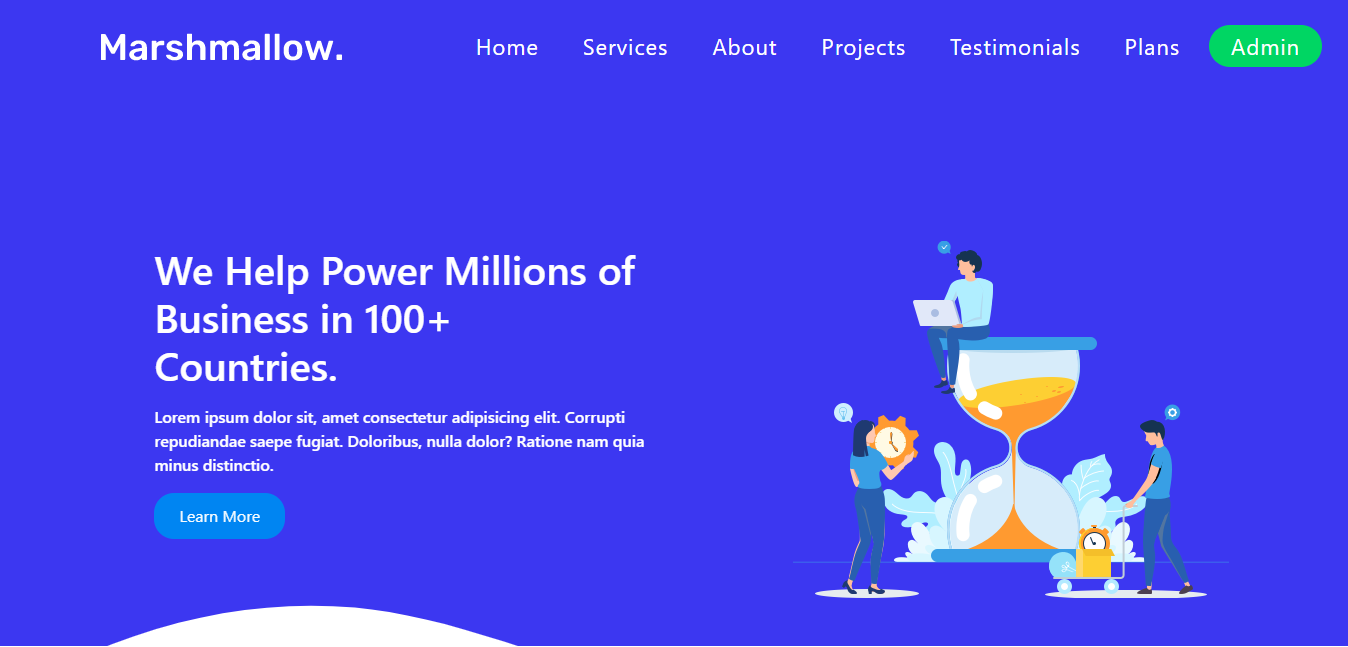 Marshmallow.
Home Services About Projects Testimonials Plans Admin
We Help Power Millions of
Business in 100+
Countries.
Lorem ipsum dolor sit, amet consectetur adipisicing elit. Corrupti
repudiandae saepe fugiat. Doloribus, nulla dolor? Ratione nam quia
minus distinctio.
Learn More